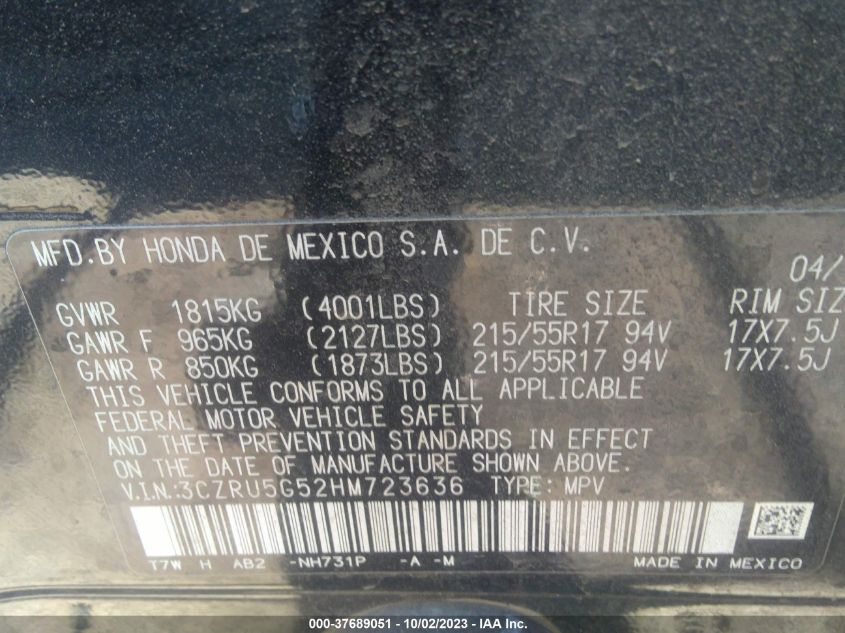 MFD.BY HONDA DE MEXICO S.A. DE C.V.
04/
GVWR 1815KG (4001LBS) TIRE SIZE RIM SIZ
GAWR F 965KG (2127LBS) 215/55R17 94V 17X7.5J
GAWR R 850KG (1873LBS) 215/55R17 94V 17X7.5J
THIS VEHICLE CONFORMS TO ALL APPLICABLE
FEDERAL MOTOR VEHICLE SAFETY
AND THEFT PREVENTION STANDARDS IN EFFECT
ON THE DATE OF MANUFACTURE SHOWN ABOVE.
V.I.N.:3CZRU5G52HM723636 TYPE: MPV
T7W H AB2 -NH731P -A -M MADE IN MEXICO
000-37689051 - 10/02/2023 - IAA Inc.